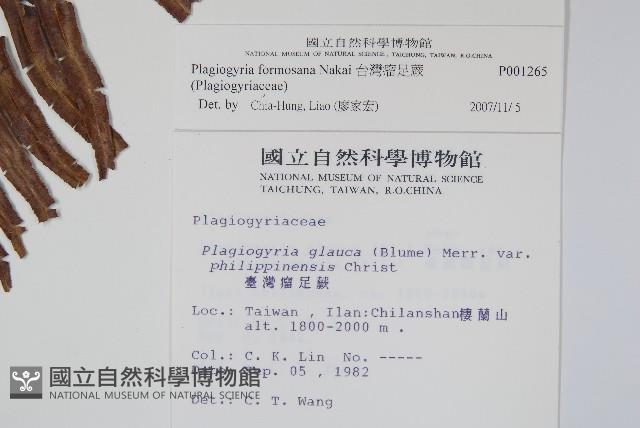 國立自然科學博物館
NATIONAL MUSEUM OF NATURAL SCIENCE, TAICHUNG, TAIWAN, R.O.CHINA
Plagiogyria formosana Nakai 台灣瘤足蕨 P001265
(Plagiogyriaceae)
Det. by Chia-Hung, Liao (廖家宏) 2007/11/5
國立自然科學博物館
NATIONAL MUSEUM OF NATURAL SCIENCE
TAICHUNG, TAIWAN, R.O.CHINA
Plagiogyriaceae
Plagiogyria glauca (Blume) Merr. var.
philippinensis Christ
臺灣瘤足蕨
Loc.: Taiwan , Ilan:Chilanshan棲蘭山
alt. 1800-2000 m .
Col.: C. K. Lin No. -----
05 , 1982
Det.: C. T. Wang
國立自然科學博物館
NATIONAL MUSEUM OF NATURAL SCIENCE